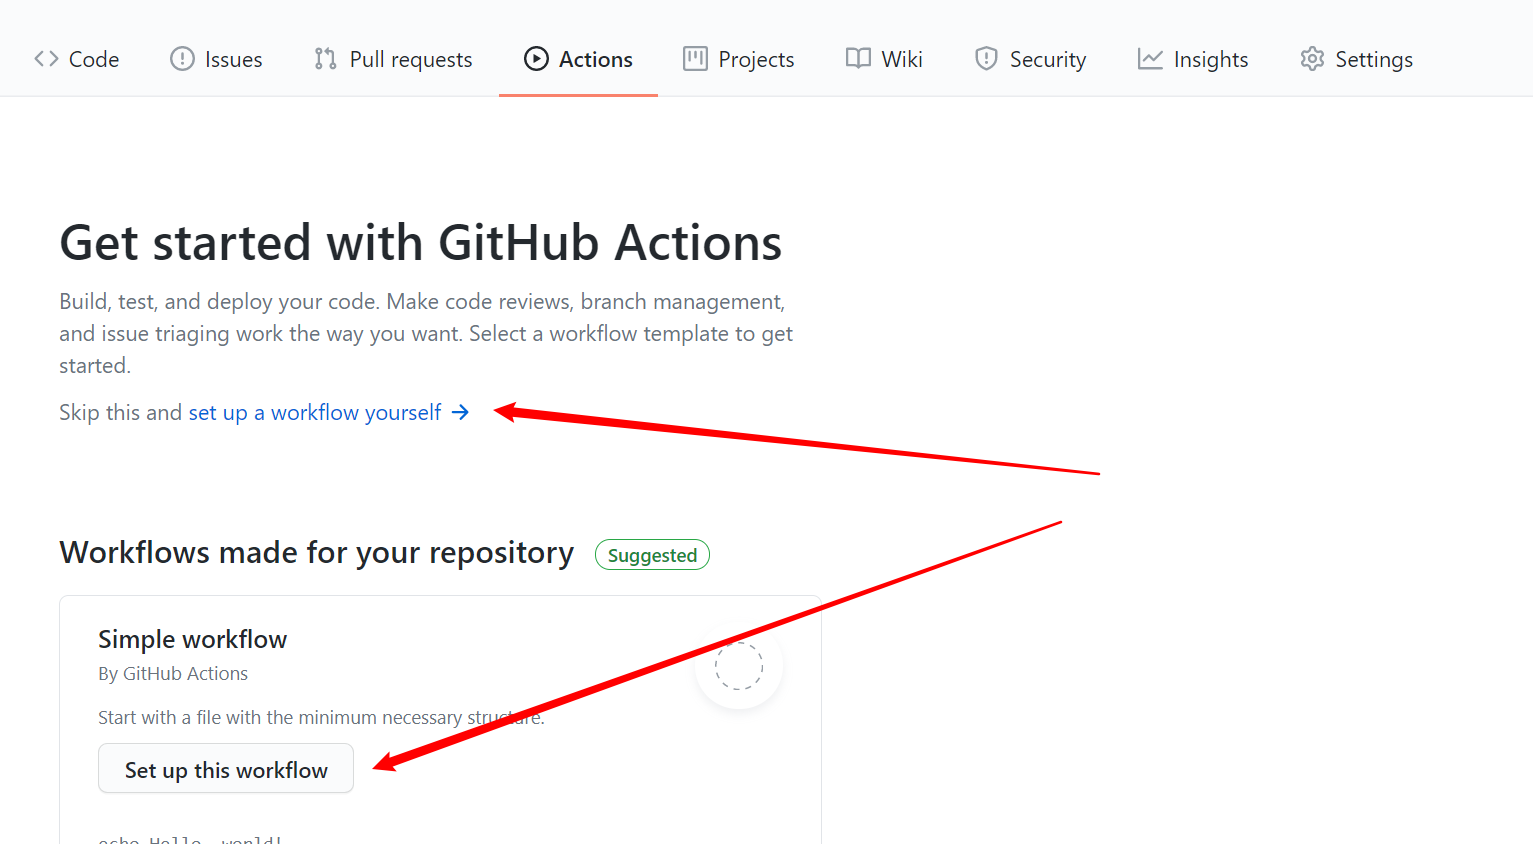 Code Issues Pull requests Actions Projects Wiki Security Insights Settings
Get started with GitHub Actions
Build, test, and deploy your code. Make code reviews, branch management,
and issue triaging work the way you want. Select a workflow template to get
started.
Skip this and set up a workflow yourself →
Workflows made for your repository Suggested
Simple workflow
By GitHub Actions
Start with a file with the minimum necessary structure.
Set up this workflow
echo Hello, world!